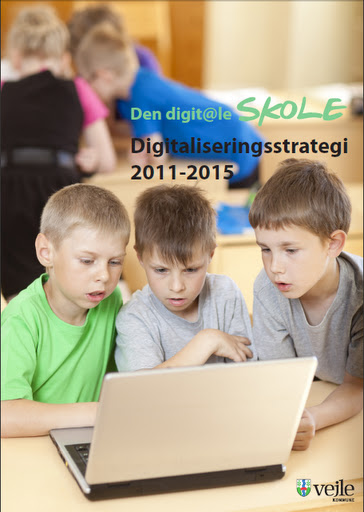 Den digit@le SKOLE
Digitaliseringsstrategi
2011-2015
vejle
KOMMUNE